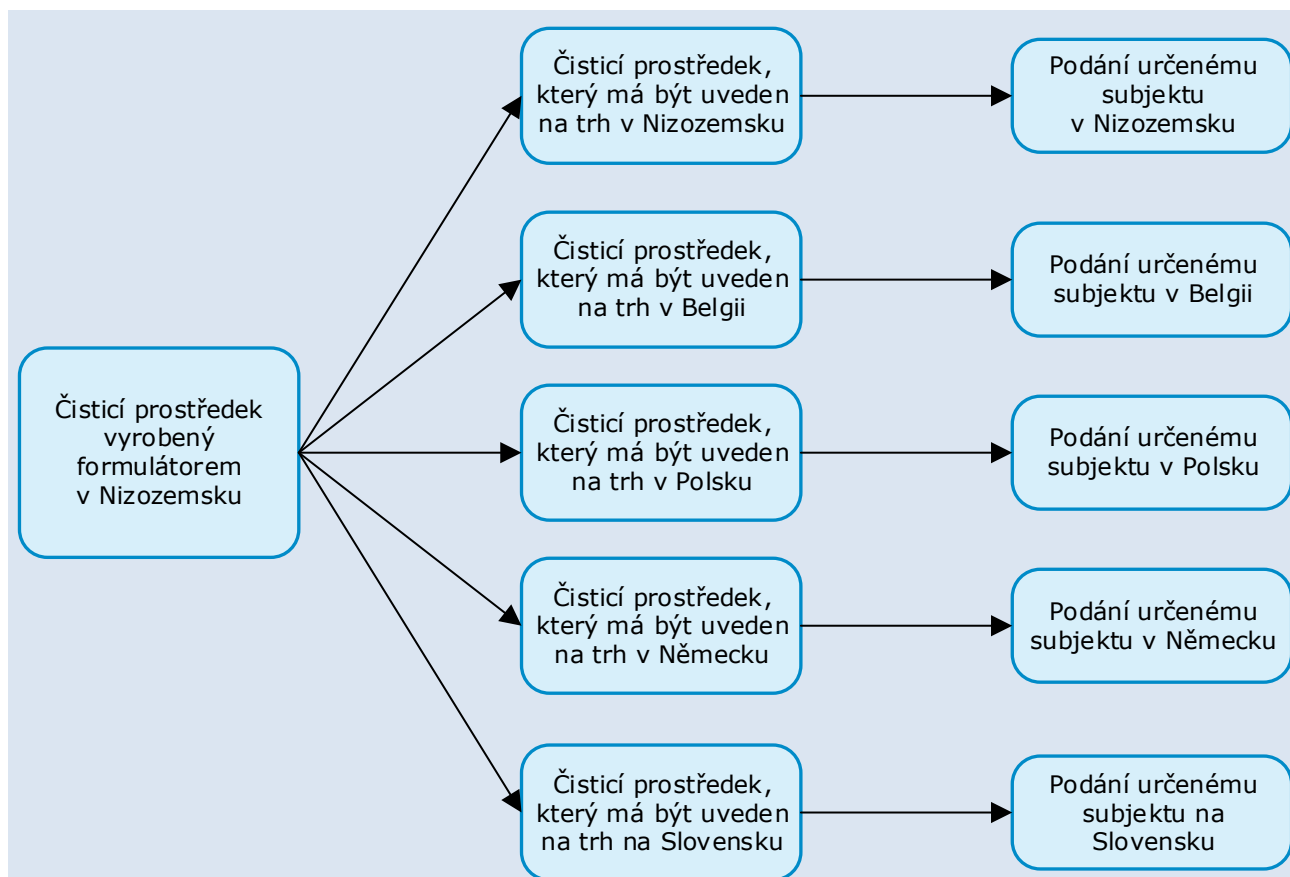 Čisticí prostředek
vyrobený
formulátorem
v Nizozemsku
Čisticí prostředek,
který má být uveden
na trh v Nizozemsku
Podání určenému
subjektu
v Nizozemsku
Čisticí prostředek,
který má být uveden
na trh v Belgii
Podání určenému
subjektu v Belgii
Čisticí prostředek,
který má být uveden
na trh v Polsku
Podání určenému
subjektu v Polsku
Čisticí prostředek,
který má být uveden
na trh v Německu
Podání určenému
subjektu v Německu
Čisticí prostředek,
který má být uveden
na trh na Slovensku
Podání určenému
subjektu na
Slovensku